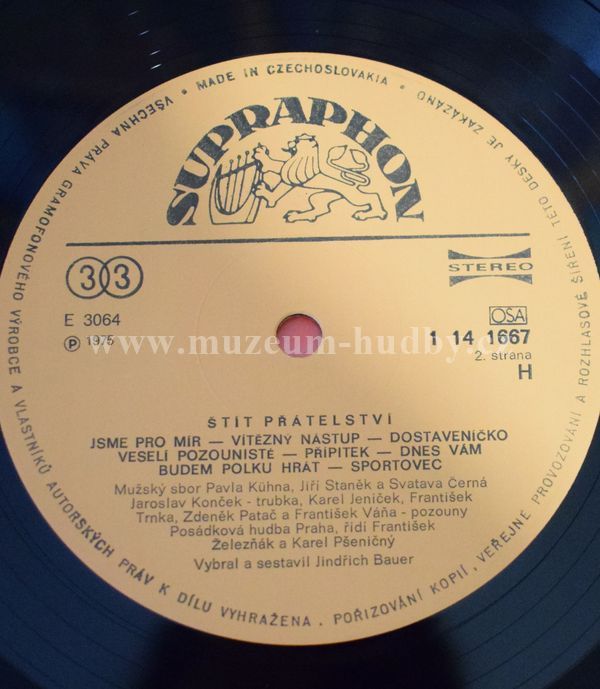 VŠECHNA PRÁVA GRAMOFONOVÉHO VÝROBCE A VLASTNÍKŮ AUTORSKÝCH PRÁV K DÍLU VYHRAŽENA . POŘIZOVÁNÍ KOPIÍ , VEŘEJNÉ PROVOZOVÁNÍ A ROZHLASOVÉ ŠÍŘENÍ TÉTO DESKY JE ZAKÁZÁNO
• MADE IN CZECHOSLOVAKIA •
SUPRAPHON
33
STEREO
E 3064
OSA
Ⓟ 1975
1 14 1667
www.muzeum-hudby.cz
2. strana
H
ŠTÍT PŘÁTELSTVÍ
JSME PRO MÍR — VÍTĚZNÝ NÁSTUP — DOSTAVENÍČKO
VESELÍ POZOUNISTÉ — PŘÍPITEK — DNES VÁM
BUDEM POLKU HRÁT — SPORTOVEC
Mužský sbor Pavla Kühna, Jiří Staněk a Svatava Černá
Jaroslav Konček - trubka, Karel Jeníček, František
Trnka, Zdeněk Patač a František Váňa - pozouny
Posádková hudba Praha, řídí František
Železňák a Karel Pšeničný
Vybral a sestavil Jindřich Bauer